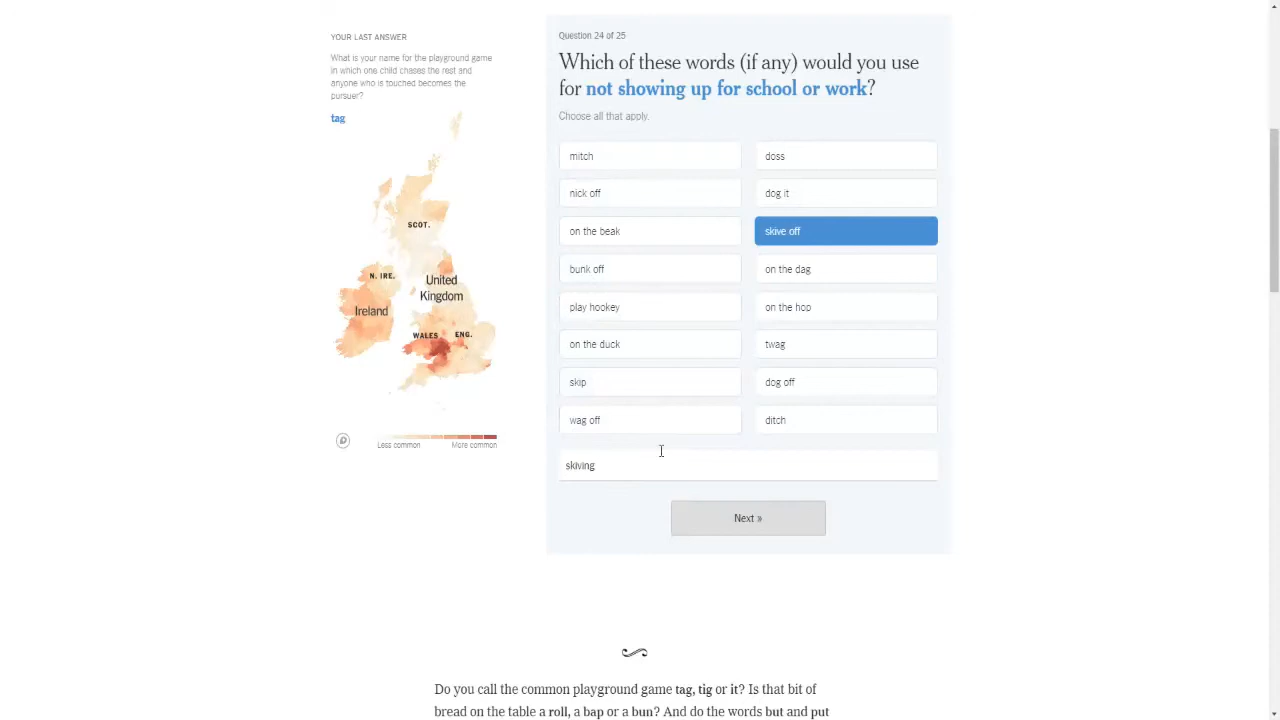 YOUR LAST ANSWER
What is your name for the playground game
in which one child chases the rest and
anyone who is touched becomes the
pursuer?
tag
SCOT.
N. IRE.
United
Kingdom
Ireland
WALES
ENG.
Less common
More common
Question 24 of 25
Which of these words (if any) would you use
for not showing up for school or work?
Choose all that apply.
mitch
doss
nick off
dog it
on the beak
skive off
bunk off
on the dag
play hookey
on the hop
on the duck
twag
skip
dog off
wag off
ditch
skiving
Next »
Do you call the common playground game tag, tig or it? Is that bit of
bread on the table a roll, a bap or a bun? And do the words but and put